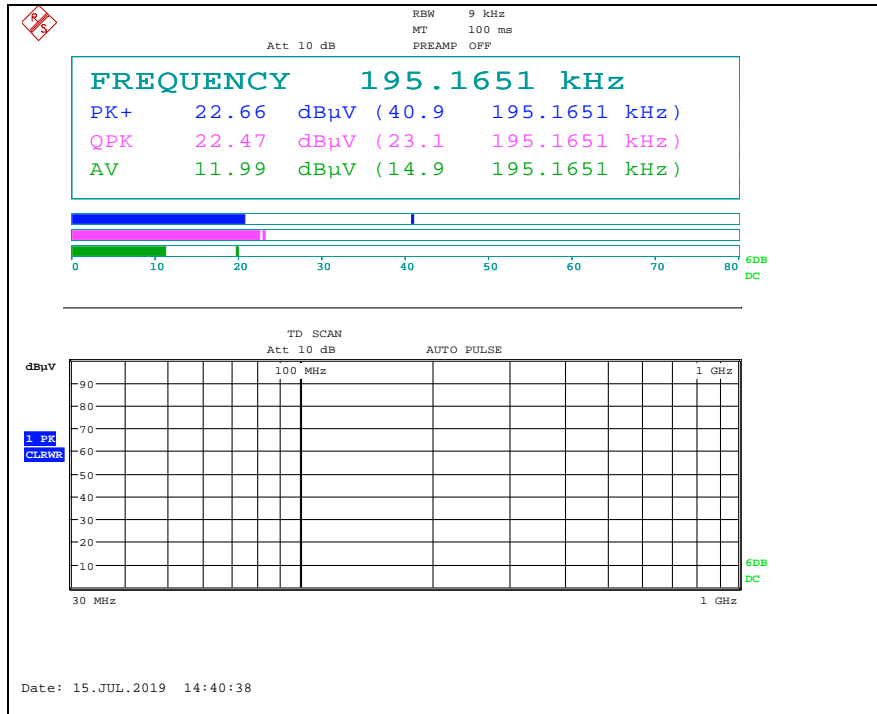 R S
RBW 9 kHz
MT 100 ms
Att 10 dB PREAMP OFF
FREQUENCY 195.1651 kHz
PK+ 22.66 dBµV (40.9 195.1651 kHz)
QPK 22.47 dBµV (23.1 195.1651 kHz)
AV 11.99 dBµV (14.9 195.1651 kHz)
0 10 20 30 40 50 60 70 80
6DB
DC
TD SCAN
Att 10 dB AUTO PULSE
dBµV
100 MHz 1 GHz
90
80
70
1 PK
CLRWR
60
50
40
30
20
10
6DB
DC
30 MHz 1 GHz
Date: 15.JUL.2019 14:40:38